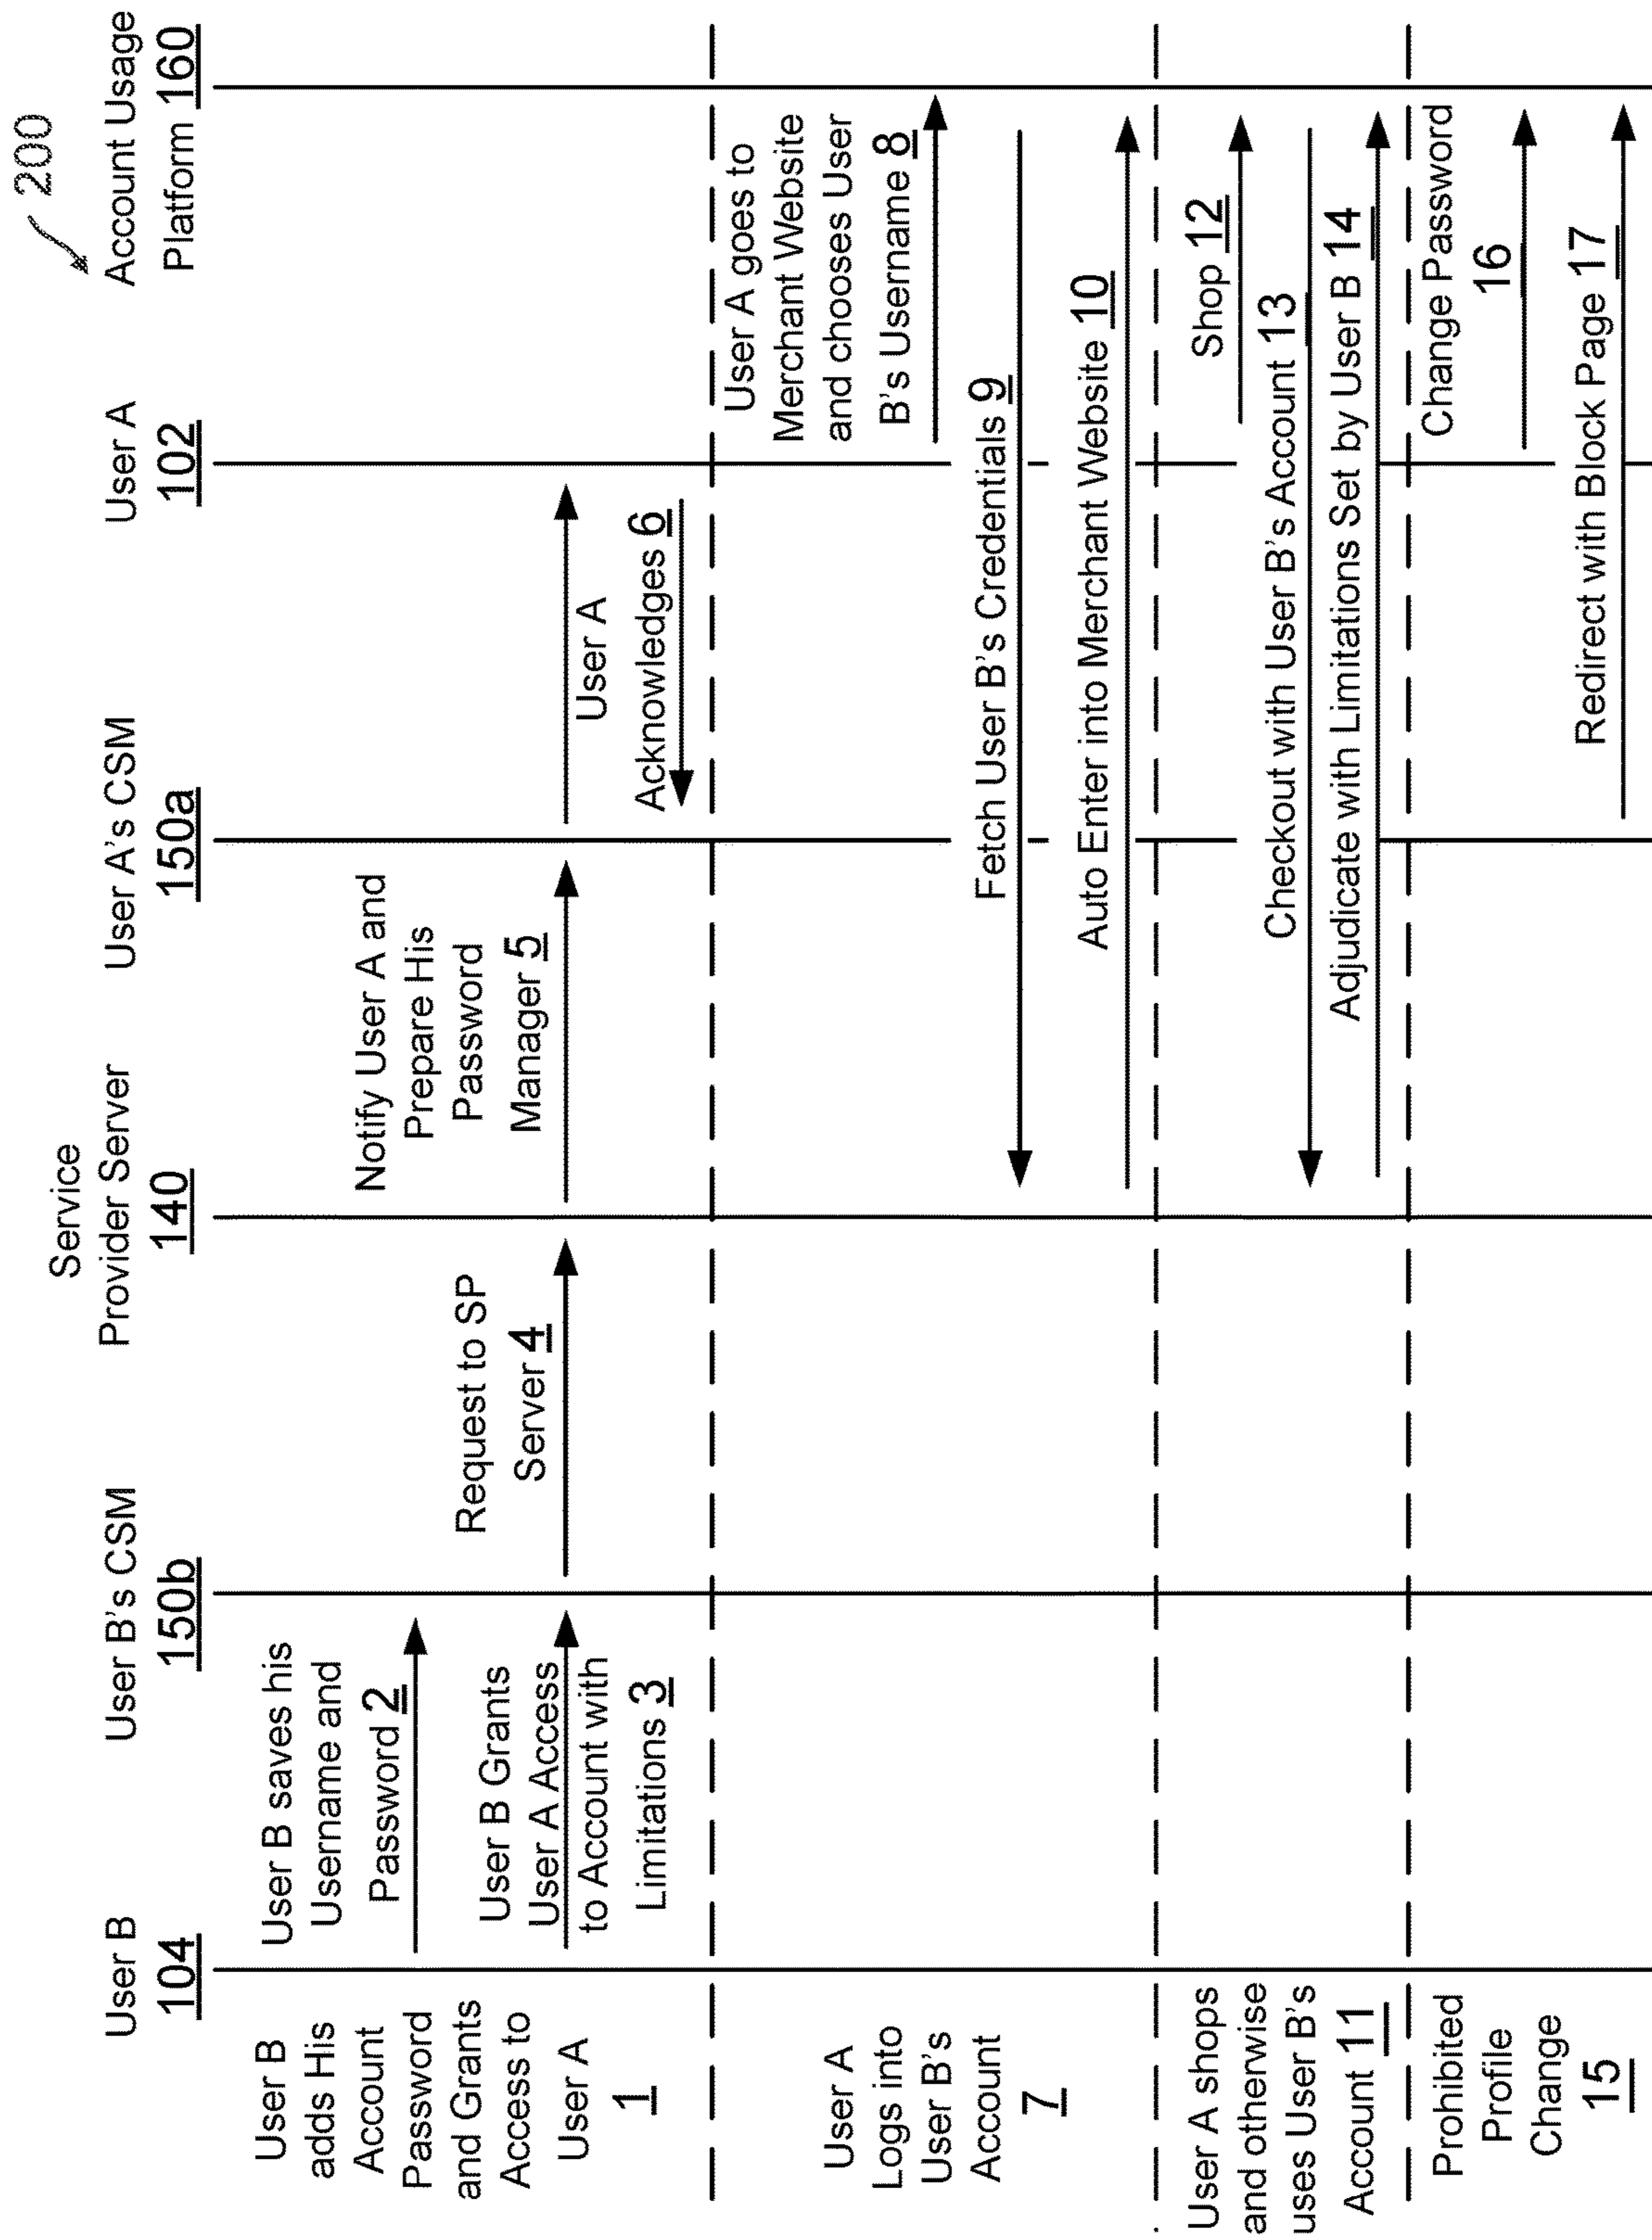 200
User B
104
User B's CSM
150b
Service
Provider Server
140
User A's CSM
150a
User A
102
Account Usage
Platform 160
User B
adds His
Account
Password
and Grants
Access to
User A
1
User B saves his
Username and
Password 2
User B Grants
User A Access
to Account with
Limitations 3
Request to SP
Server 4
Notify User A and
Prepare His
Password
Manager 5
User A
Acknowledges 6
User A
Logs into
User B's
Account
7
User A goes to
Merchant Website
and chooses User
B's Username 8
Fetch User B's Credentials 9
Auto Enter into Merchant Website 10
User A shops
and otherwise
uses User B's
Account 11
Shop 12
Checkout with User B's Account 13
Adjudicate with Limitations Set by User B 14
Prohibited
Profile
Change
15
Change Password
16
Redirect with Block Page 17